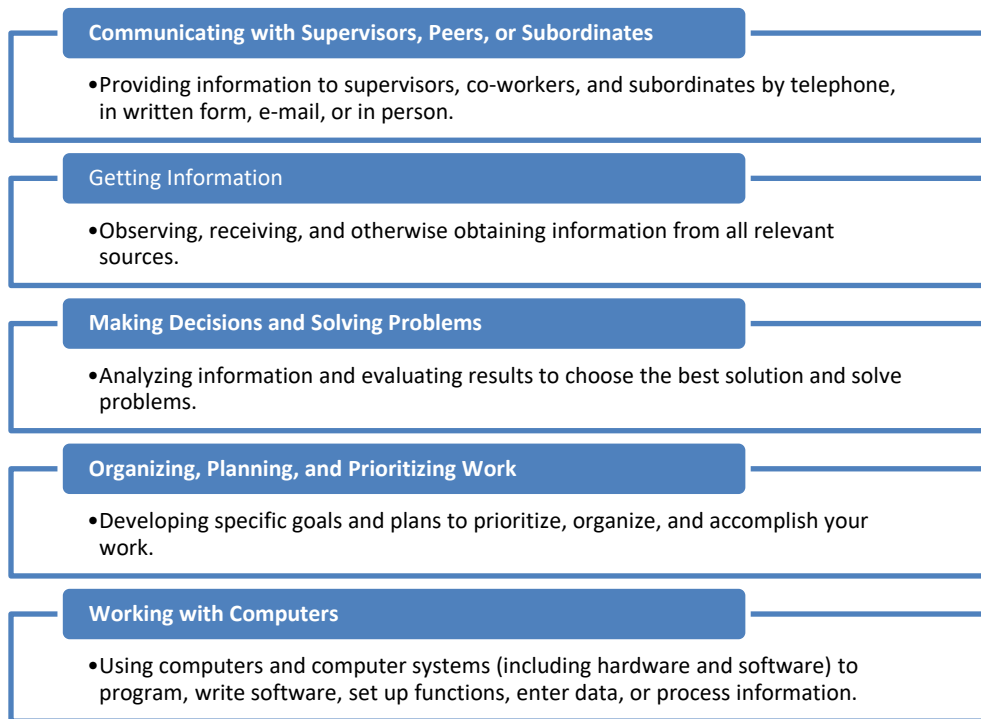 Communicating with Supervisors, Peers, or Subordinates
•Providing information to supervisors, co-workers, and subordinates by telephone,
in written form, e-mail, or in person.
Getting Information
•Observing, receiving, and otherwise obtaining information from all relevant
sources.
Making Decisions and Solving Problems
•Analyzing information and evaluating results to choose the best solution and solve
problems.
Organizing, Planning, and Prioritizing Work
•Developing specific goals and plans to prioritize, organize, and accomplish your
work.
Working with Computers
•Using computers and computer systems (including hardware and software) to
program, write software, set up functions, enter data, or process information.